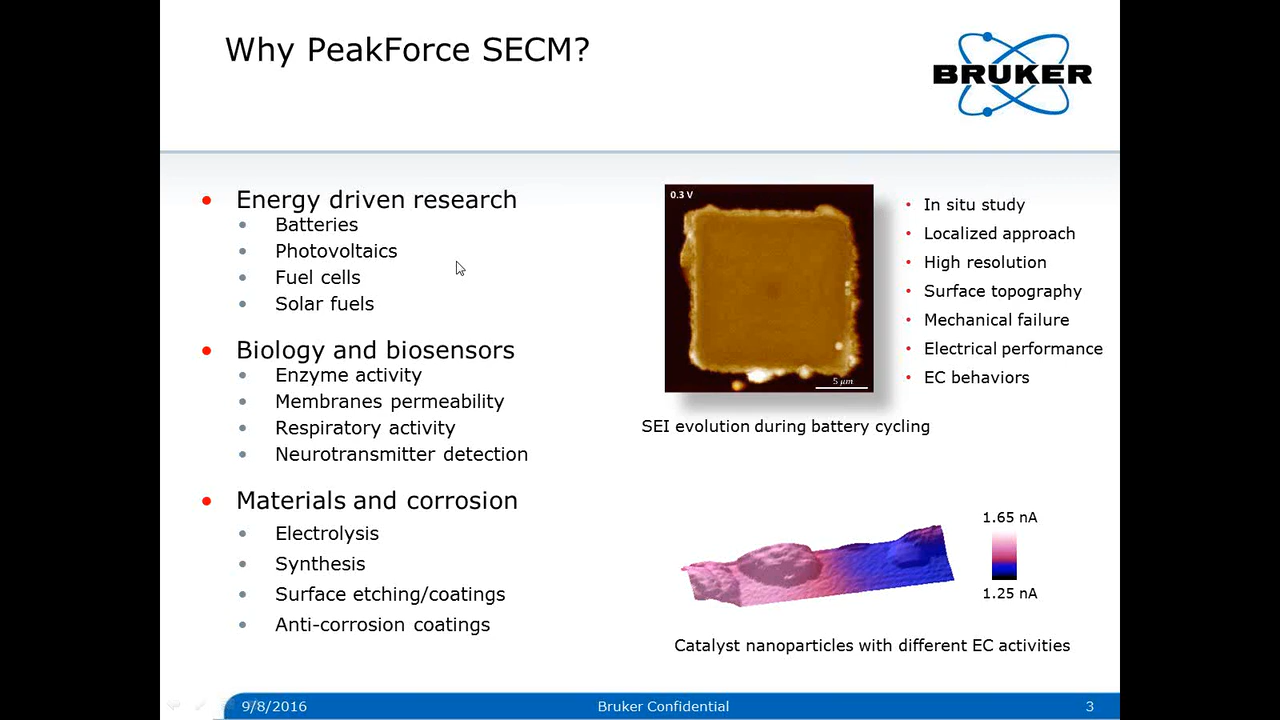 Why PeakForce SECM?
BRUKER
Energy driven research
Batteries
Photovoltaics
Fuel cells
Solar fuels
Biology and biosensors
Enzyme activity
Membranes permeability
Respiratory activity
Neurotransmitter detection
Materials and corrosion
Electrolysis
Synthesis
Surface etching/coatings
Anti-corrosion coatings
0.3 V
5 μm
SEI evolution during battery cycling
In situ study
Localized approach
High resolution
Surface topography
Mechanical failure
Electrical performance
EC behaviors
1.65 nA
1.25 nA
Catalyst nanoparticles with different EC activities
9/8/2016
Bruker Confidential
3